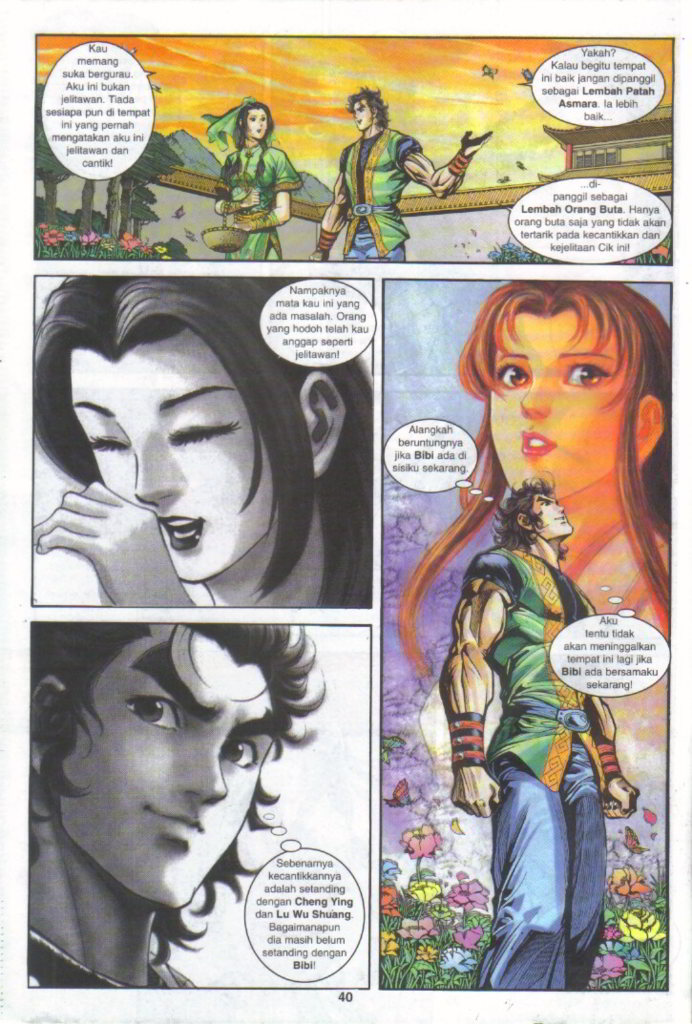 Kau
memang
suka bergurau.
Aku ini bukan
jelitawan. Tiada
sesiapa pun di tempat
ini yang pernah
mengatakan aku ini
jelitawan dan
cantik!
Yakah?
Kalau begitu tempat
ini baik jangan dipanggil
sebagai Lembah Patah
Asmara. Ia lebih
baik...
...di-
panggil sebagai
Lembah Orang Buta. Hanya
orang buta saja yang tidak akan
tertarik pada kecantikkan dan
kejelitaan Cik ini!
Nampaknya
mata kau ini yang
ada masalah. Orang
yang hodoh telah kau
anggap seperti
jelitawan!
Sebenarnya
kecantikkannya
adalah setanding
dengan Cheng Ying
dan Lu Wu Shuang.
Bagaimanapun
dia masih belum
setanding dengan
Bibi!
Alangkah
beruntungnya
jika Bibi ada di
sisiku sekarang.
Aku
tentu tidak
akan meninggalkan
tempat ini lagi jika
Bibi ada bersamaku
sekarang!
40